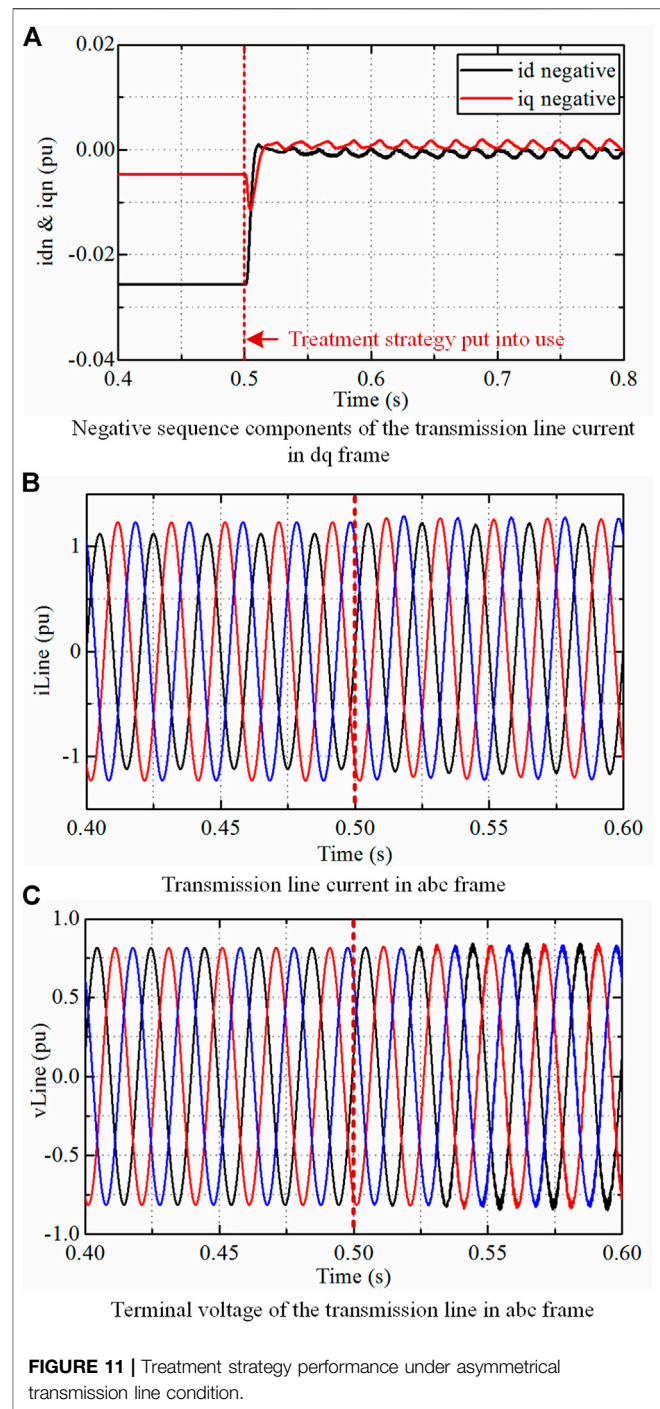 A
0.02
0.00
-0.02
-0.04
idn & iqn (pu)
id negative
iq negative
Treatment strategy put into use
0.4
0.5
0.6
0.7
0.8
Time (s)
Negative sequence components of the transmission line current
in dq frame
B
1
0
-1
iLine (pu)
0.40
0.45
0.50
0.55
0.60
Time (s)
Transmission line current in abc frame
C
1.0
0.5
0.0
-0.5
-1.0
vLine (pu)
0.40
0.45
0.50
0.55
0.60
Time (s)
Terminal voltage of the transmission line in abc frame
FIGURE 11 | Treatment strategy performance under asymmetrical
transmission line condition.